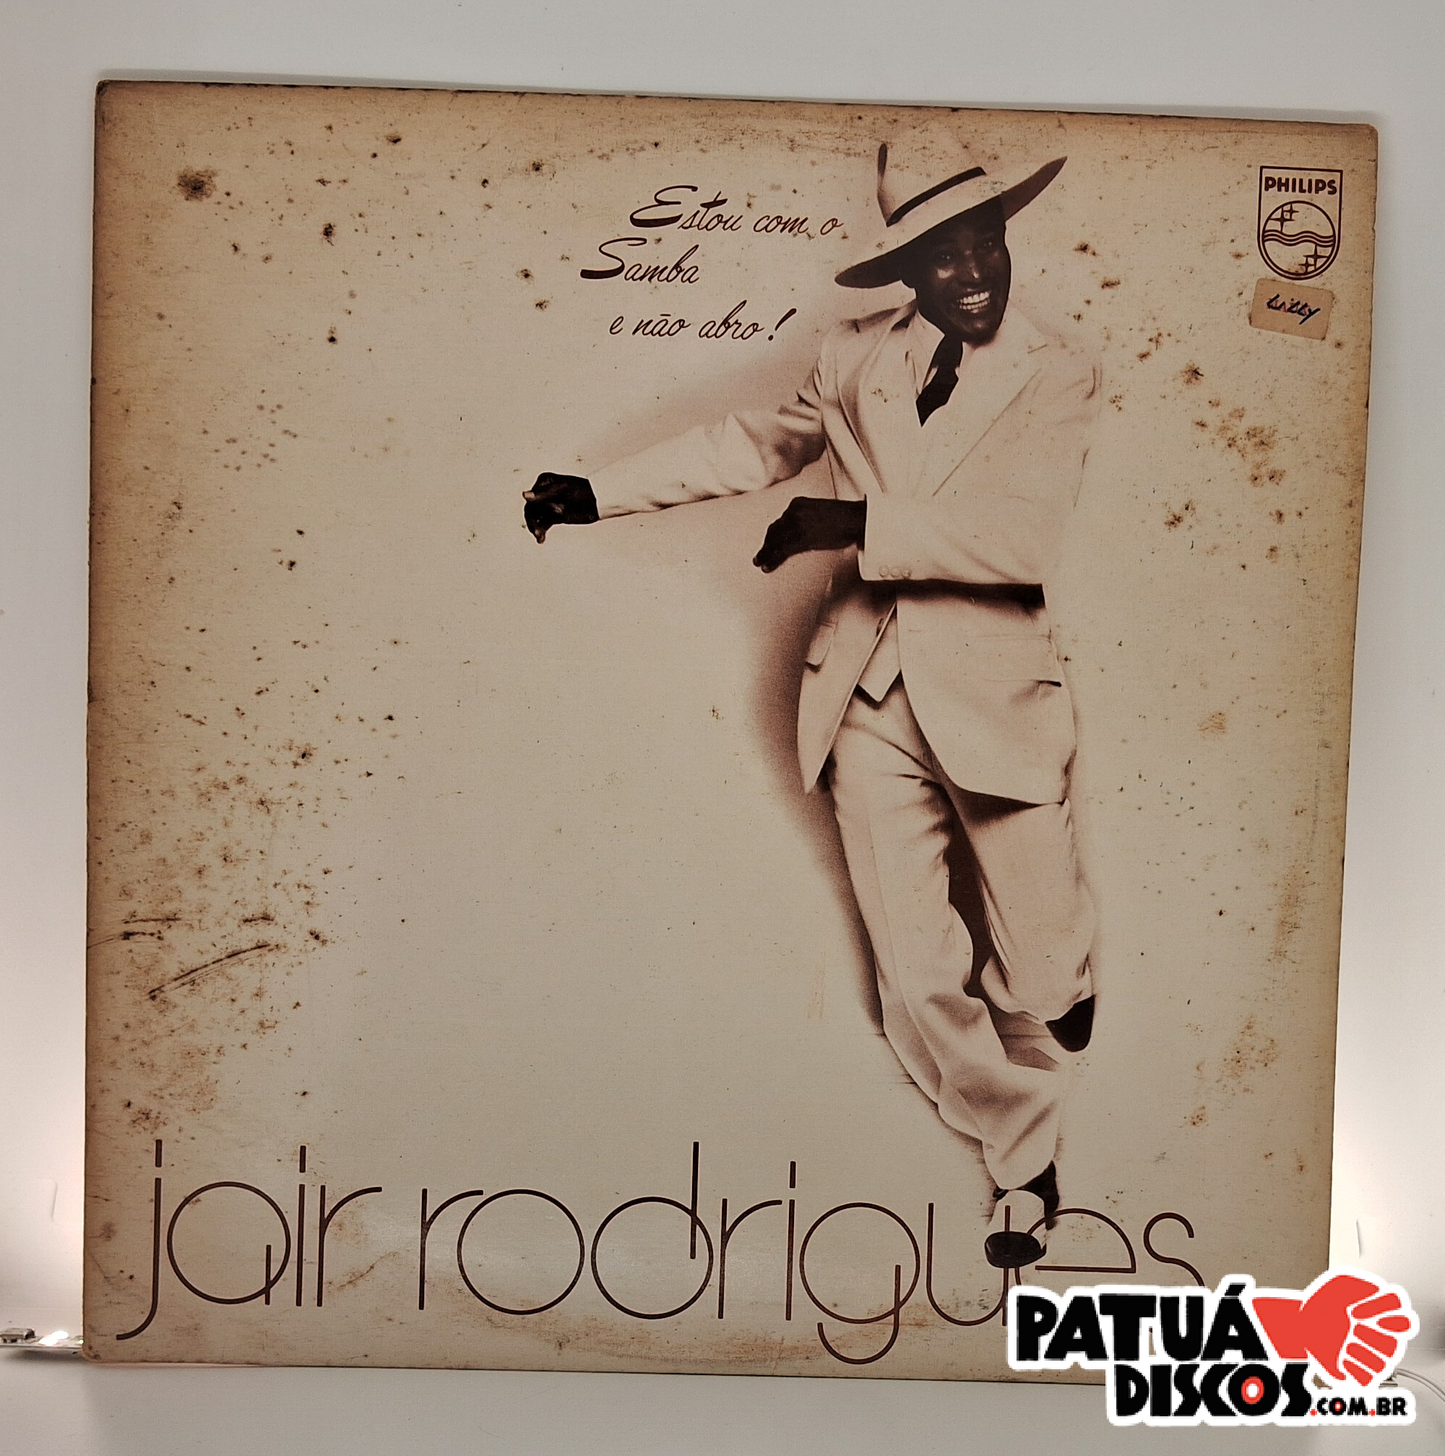 Estou com o
Samba
e não abro!
PHILIPS
jair rodrigues
PATUÁ
DISCOS.COM.BR